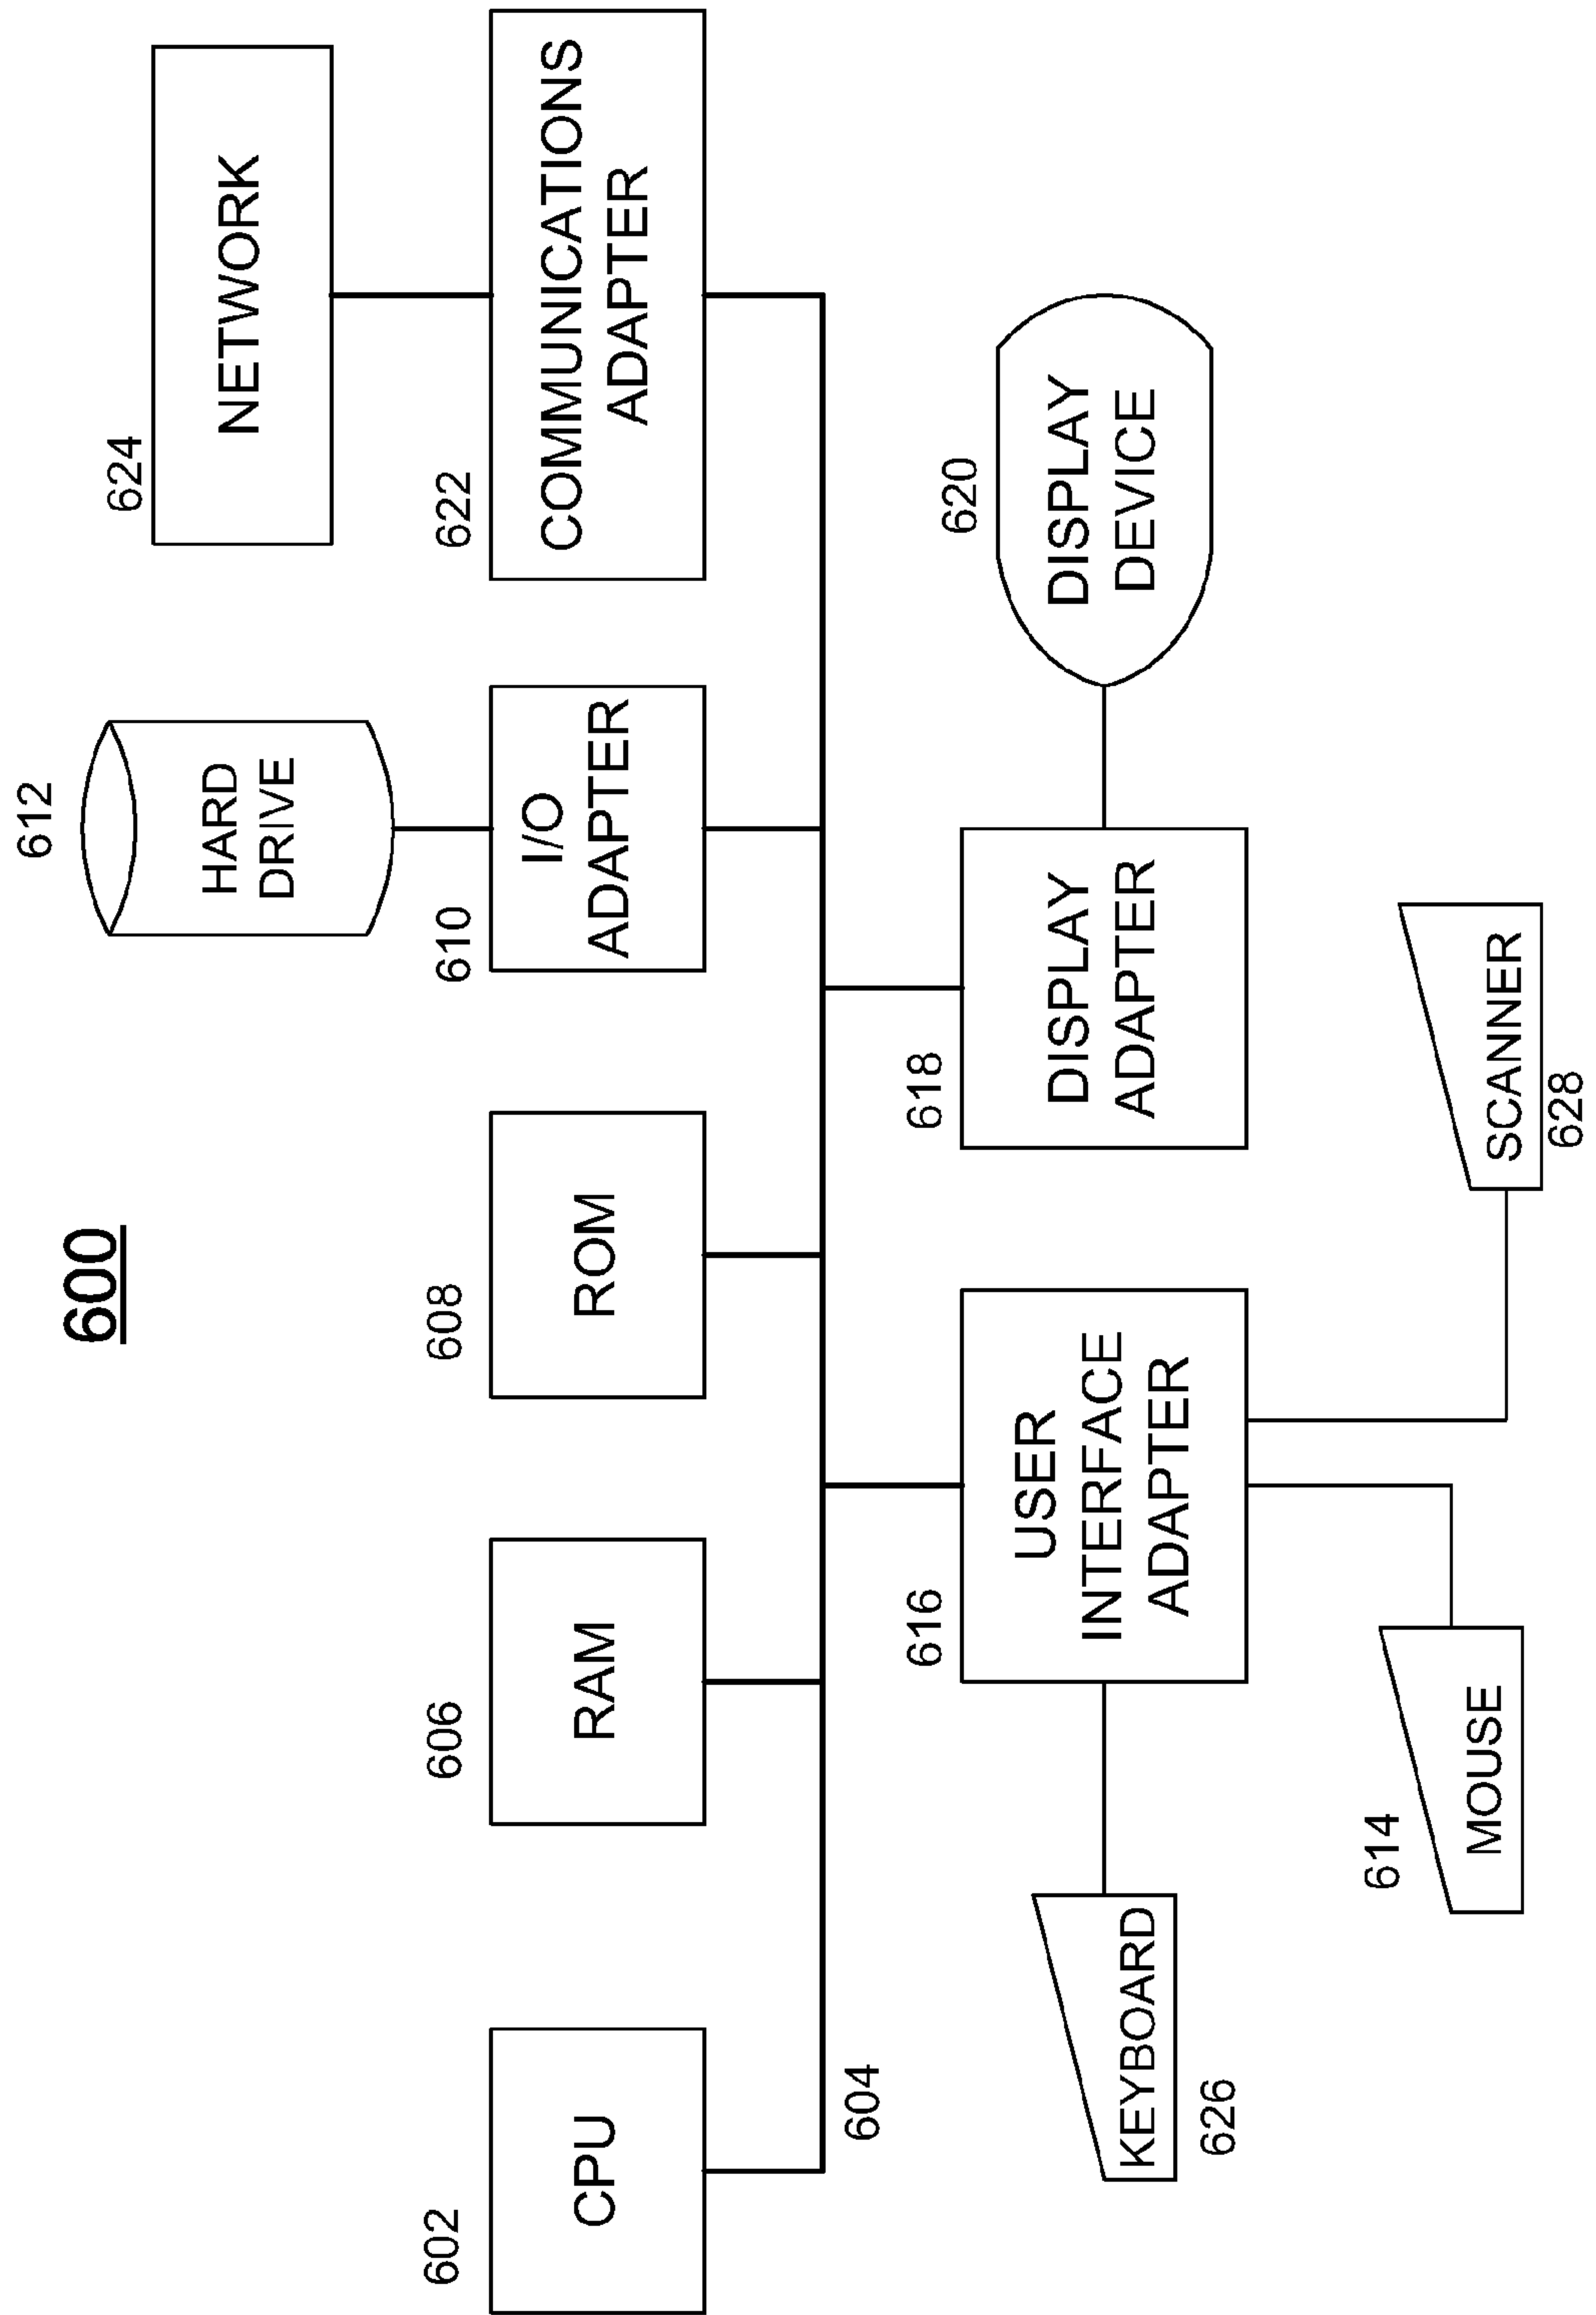 600
612
624
HARD
DRIVE
NETWORK
602
606
608
610
622
CPU
RAM
ROM
I/O
ADAPTER
COMMUNICATIONS
ADAPTER
604
616
618
620
USER
INTERFACE
ADAPTER
DISPLAY
ADAPTER
DISPLAY
DEVICE
KEYBOARD
626
614
MOUSE
SCANNER
628